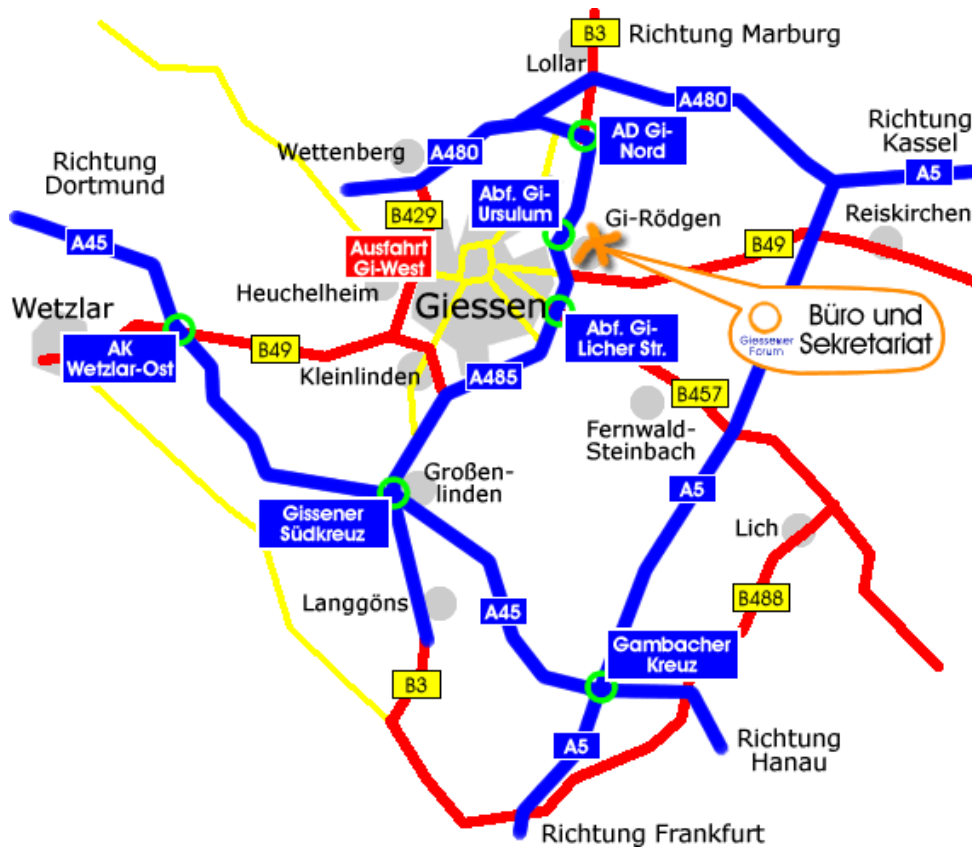 B3
Richtung Marburg
Lollar
A480
AD Gi-
Nord
Richtung
Kassel
A5
Wettenberg
A480
Richtung
Dortmund
Abf. Gi-
Ursulum
Gi-Rödgen
Reiskirchen
B429
A45
Ausfahrt
Gi-West
B49
Heuchelheim
Giessen
Wetzlar
AK
Wetzlar-Ost
B49
Abf. Gi-
Licher Str.
Giessener
Forum
Büro und
Sekretariat
Kleinlinden
A485
B457
Fernwald-
Steinbach
Großen-
linden
A5
Gissener
Südkreuz
Lich
Langgöns
A45
B488
Gambacher
Kreuz
B3
A5
Richtung
Hanau
Richtung Frankfurt